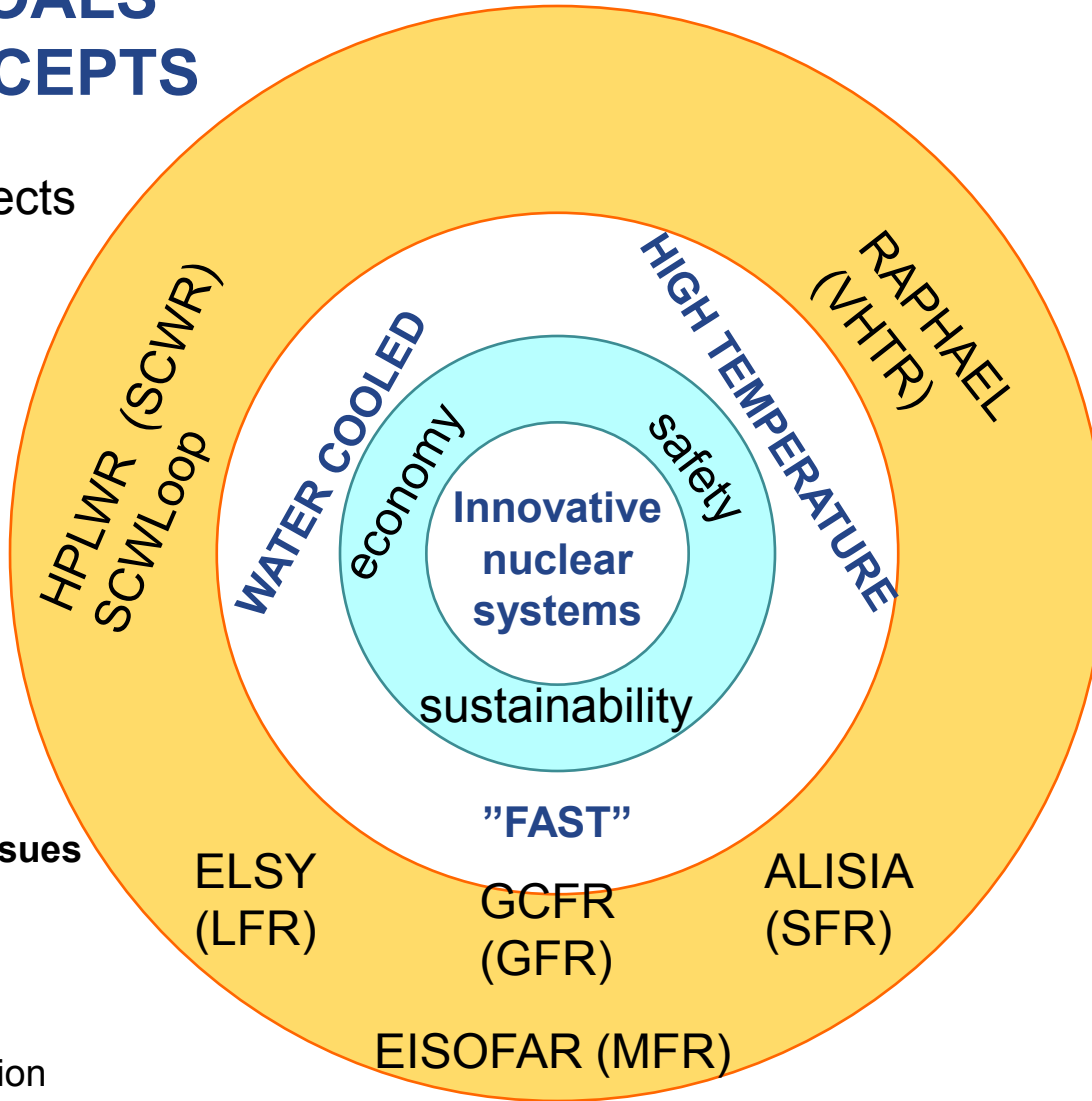 OALS
CEPTS
ects
HPLWR (SCWR)
SCWLoop
WATER COOLED
HIGH TEMPERATURE
RAPHAEL
(VHTR)
economy
safety
Innovative
nuclear
systems
sustainability
”FAST”
ssues
ELSY
(LFR)
GCFR
(GFR)
ALISIA
(SFR)
EISOFAR (MFR)
ion